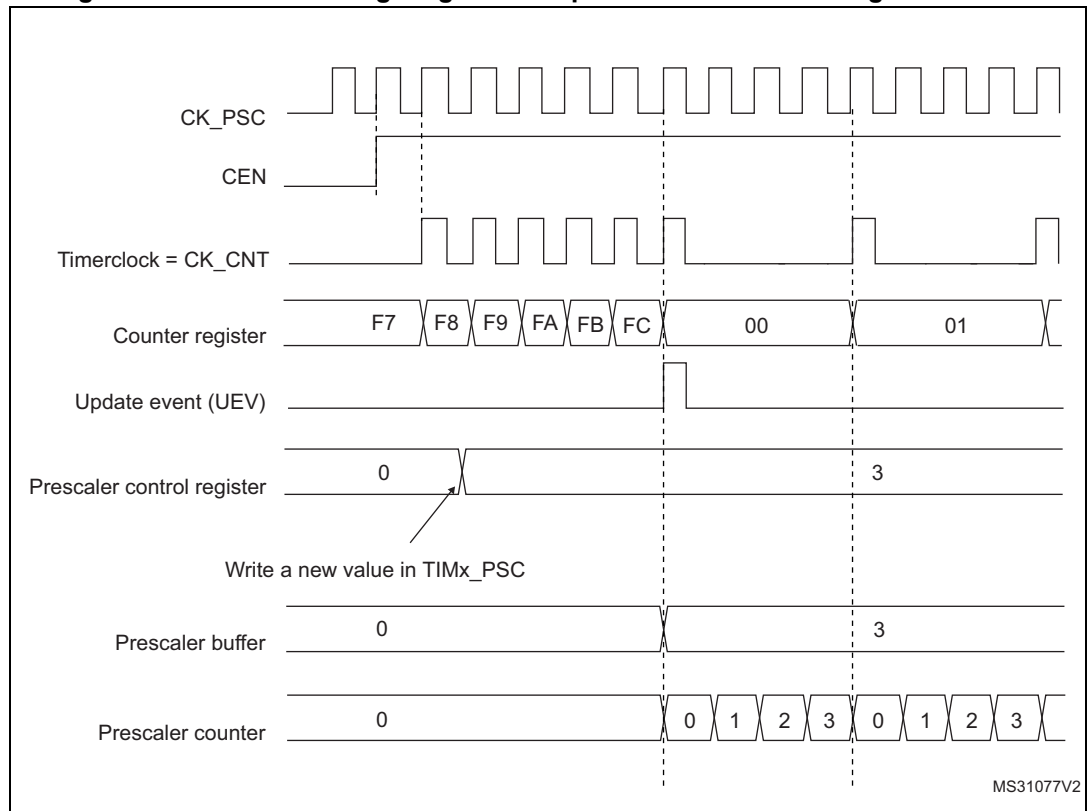 CK_PSC
CEN
Timerclock = CK_CNT
Counter register
F7 F8 F9 FA FB FC 00 01
Update event (UEV)
Prescaler control register
0 3
Write a new value in TIMx_PSC
Prescaler buffer
0 3
Prescaler counter
0 0 1 2 3 0 1 2 3
MS31077V2